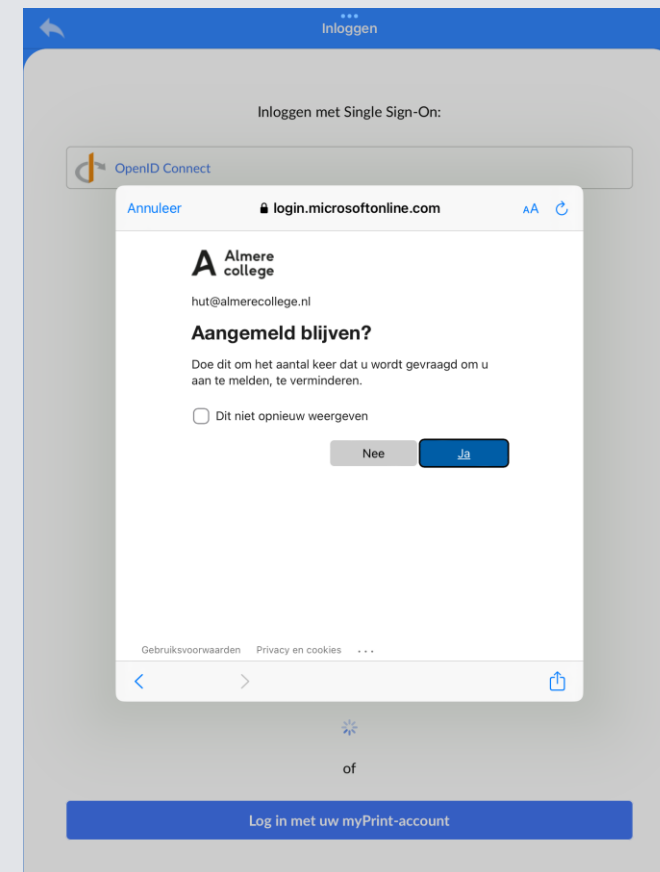 Inloggen
Inloggen met Single Sign-On:
OpenID Connect
Annuleer
login.microsoftonline.com
AA
Almere
college
hut@almerecollege.nl
Aangemeld blijven?
Doe dit om het aantal keer dat u wordt gevraagd om u
aan te melden, te verminderen.
Dit niet opnieuw weergeven
Nee
Ja
Gebruiksvoorwaarden Privacy en cookies ...
of
Log in met uw myPrint-account